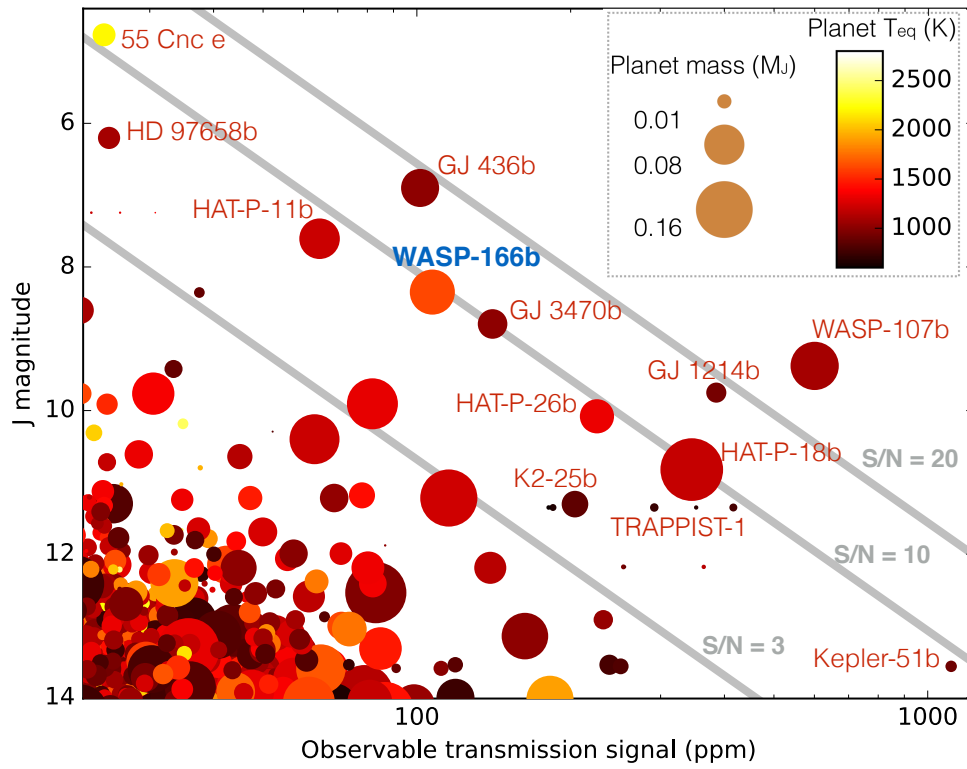 55 Cnc e
Planet T_eq (K)
Planet mass (M_J)
0.01
0.08
0.16
2500
2000
1500
1000
6
HD 97658b
GJ 436b
HAT-P-11b
8
WASP-166b
GJ 3470b
WASP-107b
GJ 1214b
10
HAT-P-26b
HAT-P-18b
S/N = 20
K2-25b
TRAPPIST-1
12
S/N = 10
S/N = 3
Kepler-51b
14
J magnitude
100
1000
Observable transmission signal (ppm)